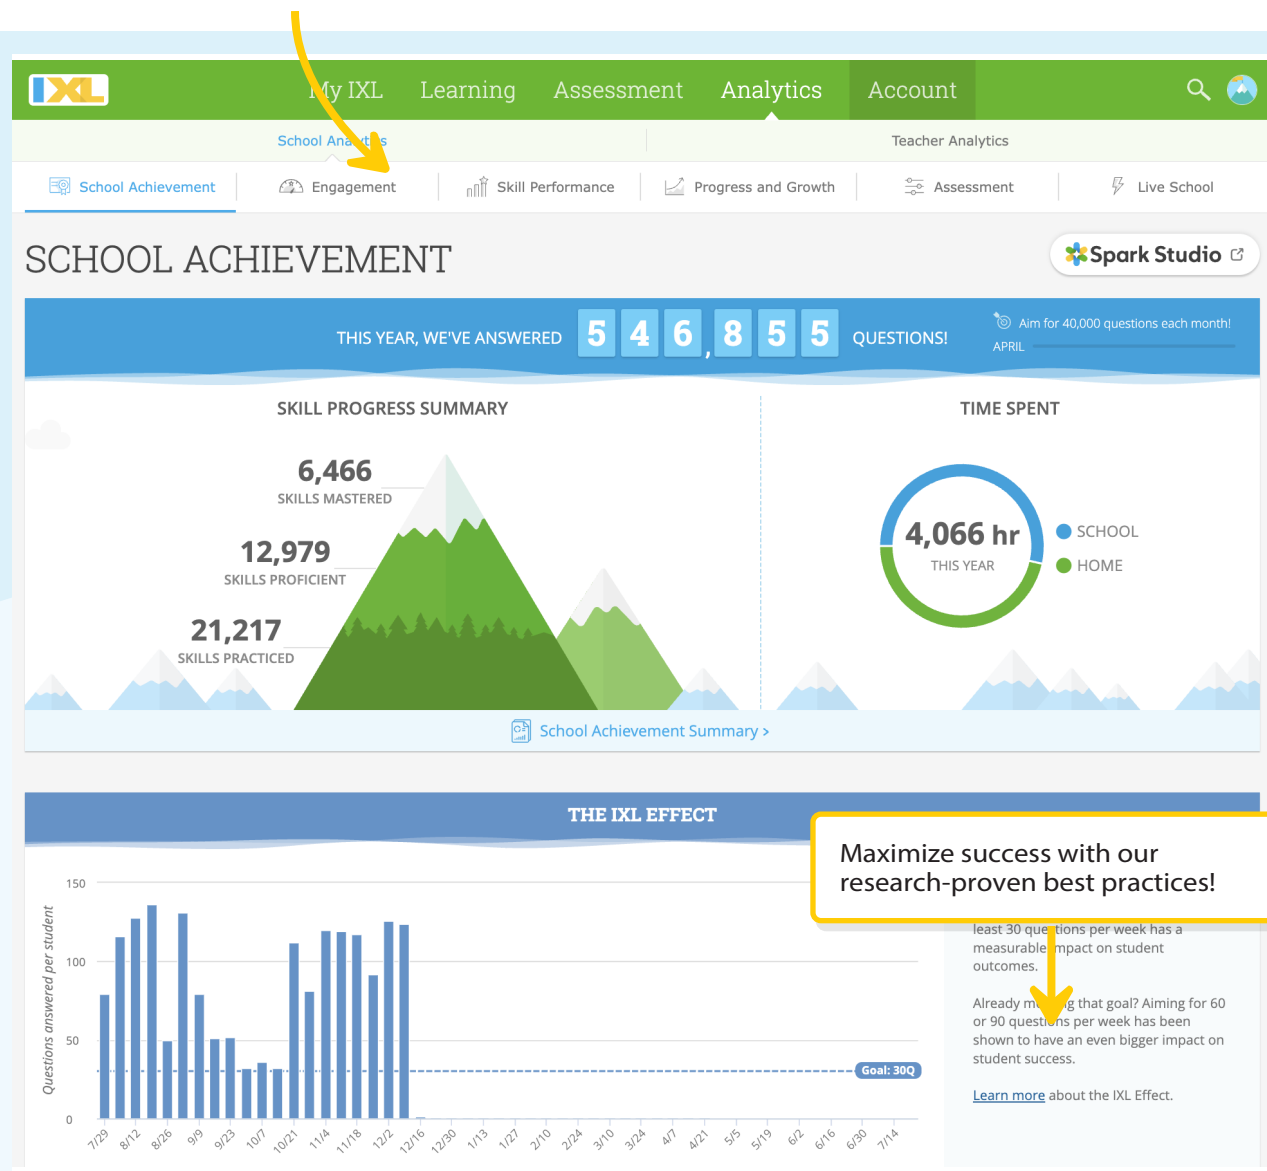 IXL
My IXL
Learning
Assessment
Analytics
Account
School Analytics
Teacher Analytics
School Achievement
Engagement
Skill Performance
Progress and Growth
Assessment
Live School
SCHOOL ACHIEVEMENT
Spark Studio
THIS YEAR, WE'VE ANSWERED 546,855 QUESTIONS!
Aim for 40,000 questions each month!
APRIL
SKILL PROGRESS SUMMARY
6,466
SKILLS MASTERED
12,979
SKILLS PROFICIENT
21,217
SKILLS PRACTICED
TIME SPENT
4,066 hr
THIS YEAR
SCHOOL
HOME
School Achievement Summary >
THE IXL EFFECT
Maximize success with our
research-proven best practices!
Questions answered per student
150
100
50
0
Goal: 30Q
7/29
8/12
8/26
9/9
9/23
10/7
10/21
11/4
11/18
12/2
12/16
12/30
1/13
1/27
2/10
2/24
3/10
3/24
4/7
4/21
5/5
5/19
6/2
6/16
6/30
7/14
least 30 questions per week has a
measurable impact on student
outcomes.
Already meeting that goal? Aiming for 60
or 90 questions per week has been
shown to have an even bigger impact on
student success.
Learn more about the IXL Effect.